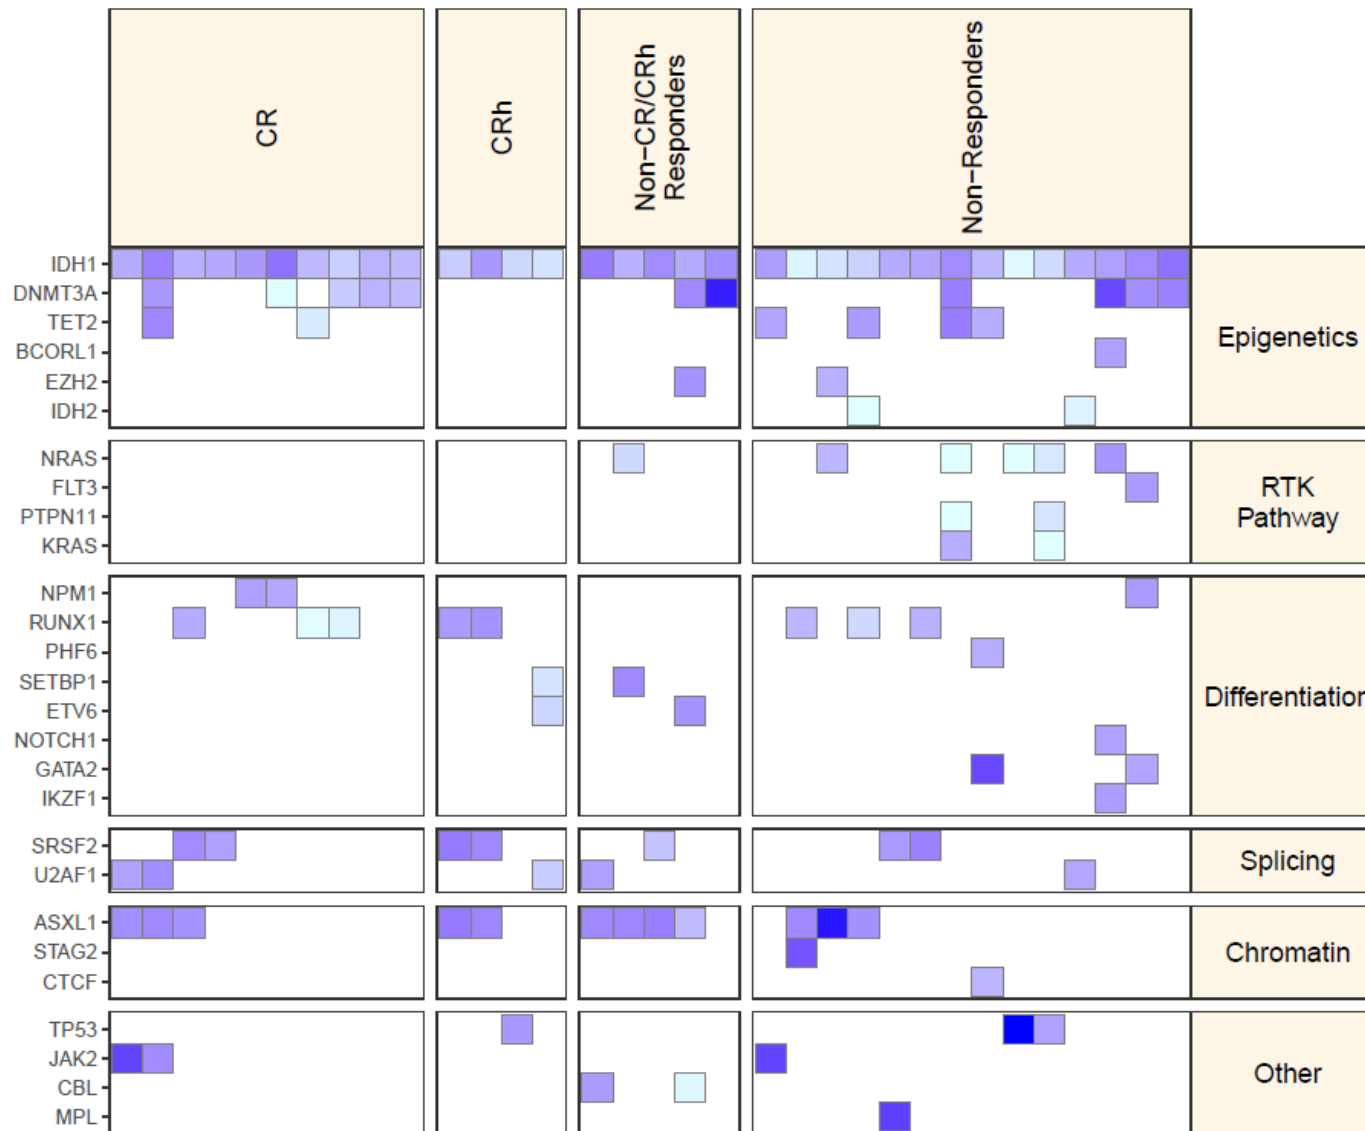 CR
CRh
Non−CR/CRh
Responders
Non−Responders
IDH1
DNMT3A
TET2
BCORL1
EZH2
IDH2
Epigenetics
NRAS
FLT3
PTPN11
KRAS
RTK
Pathway
NPM1
RUNX1
PHF6
SETBP1
ETV6
NOTCH1
GATA2
IKZF1
Differentiation
SRSF2
U2AF1
Splicing
ASXL1
STAG2
CTCF
Chromatin
TP53
JAK2
CBL
MPL
Other